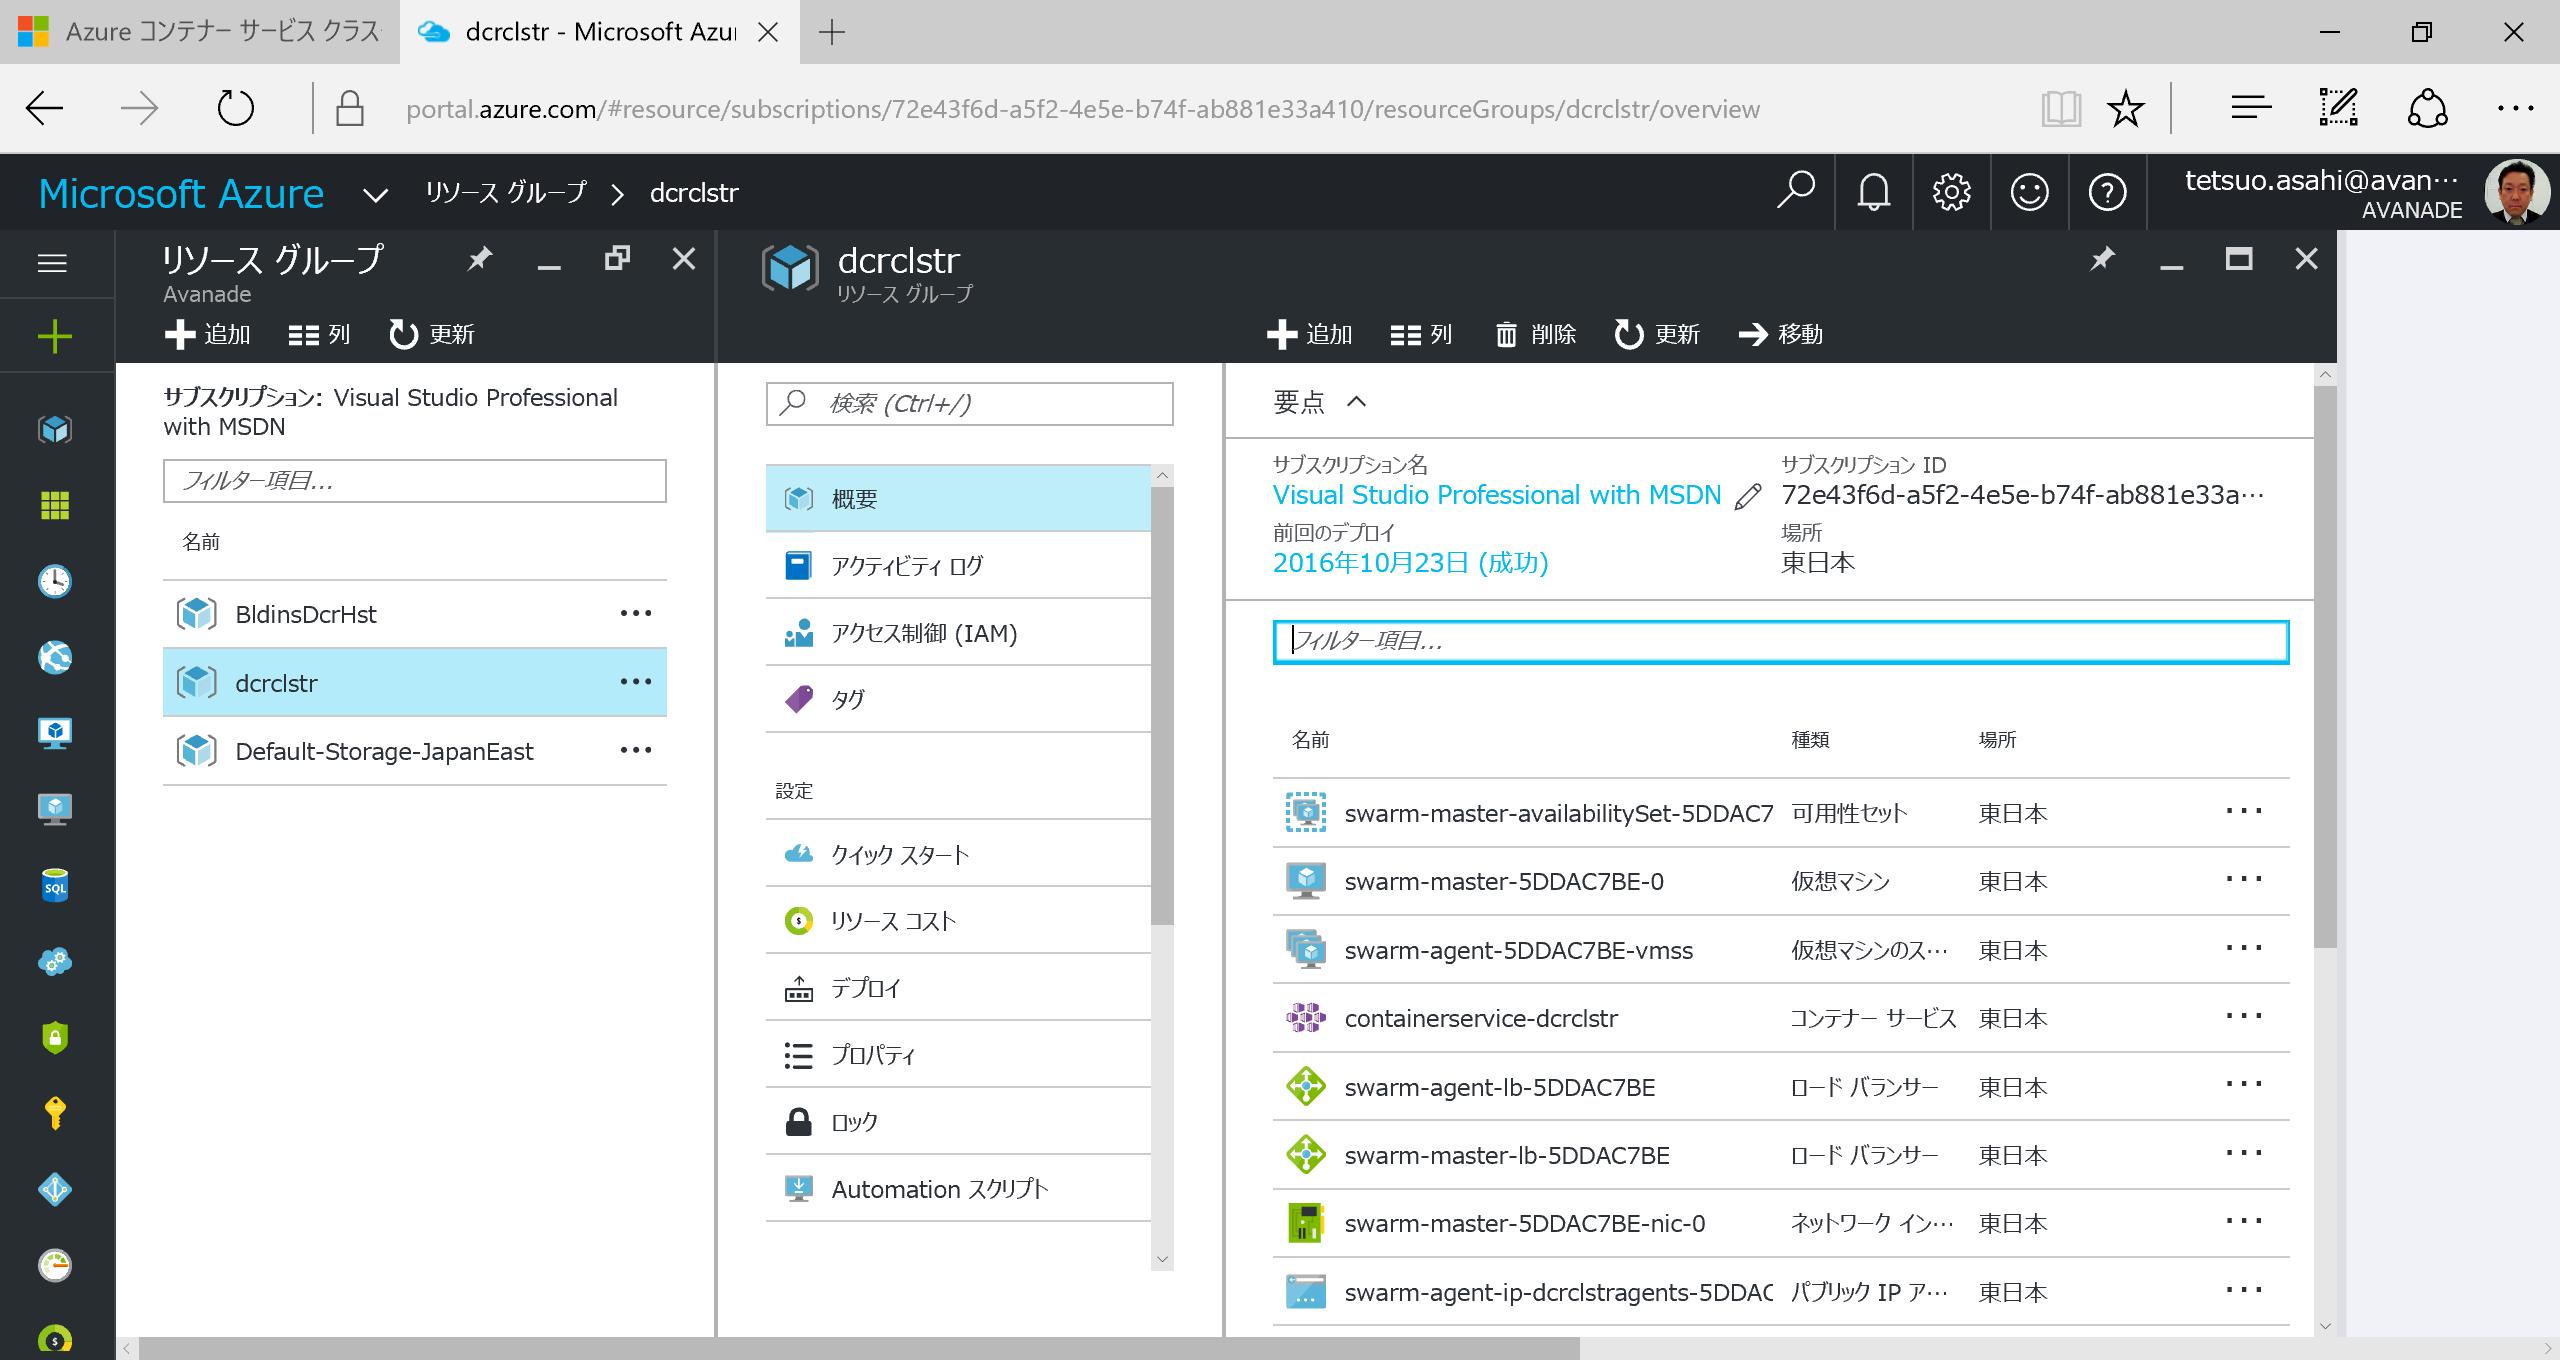 Azure コンテナー サービス クラス
dcrclstr - Microsoft Azu
portal.azure.com/#resource/subscriptions/72e43f6d-a5f2-4e5e-b74f-ab881e33a410/resourceGroups/dcrclstr/overview
Microsoft Azure
リソース グループ > dcrclstr
tetsuo.asahi@avan…
AVANADE
リソース グループ
Avanade
追加
列
更新
サブスクリプション: Visual Studio Professional
with MSDN
フィルター項目...
名前
BldinsDcrHst
dcrclstr
Default-Storage-JapanEast
dcrclstr
リソース グループ
追加
列
削除
更新
移動
検索 (Ctrl+/)
概要
アクティビティ ログ
アクセス制御 (IAM)
タグ
設定
クイック スタート
リソース コスト
デプロイ
プロパティ
ロック
Automation スクリプト
要点
サブスクリプション名
Visual Studio Professional with MSDN
サブスクリプション ID
72e43f6d-a5f2-4e5e-b74f-ab881e33a…
前回のデプロイ
2016年10月23日 (成功)
場所
東日本
フィルター項目...
名前 種類 場所
swarm-master-availabilitySet-5DDAC7 可用性セット 東日本
swarm-master-5DDAC7BE-0 仮想マシン 東日本
swarm-agent-5DDAC7BE-vmss 仮想マシンのス… 東日本
containerservice-dcrclstr コンテナー サービス 東日本
swarm-agent-lb-5DDAC7BE ロード バランサー 東日本
swarm-master-lb-5DDAC7BE ロード バランサー 東日本
swarm-master-5DDAC7BE-nic-0 ネットワーク イン… 東日本
swarm-agent-ip-dcrclstragents-5DDAC パブリック IP ア… 東日本
SQL